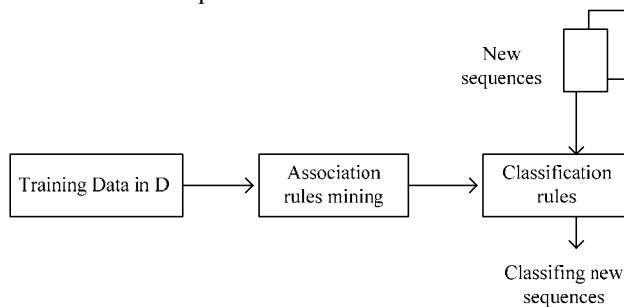 New
sequences
Training Data in D
Association
rules mining
Classification
rules
Classifing new
sequences